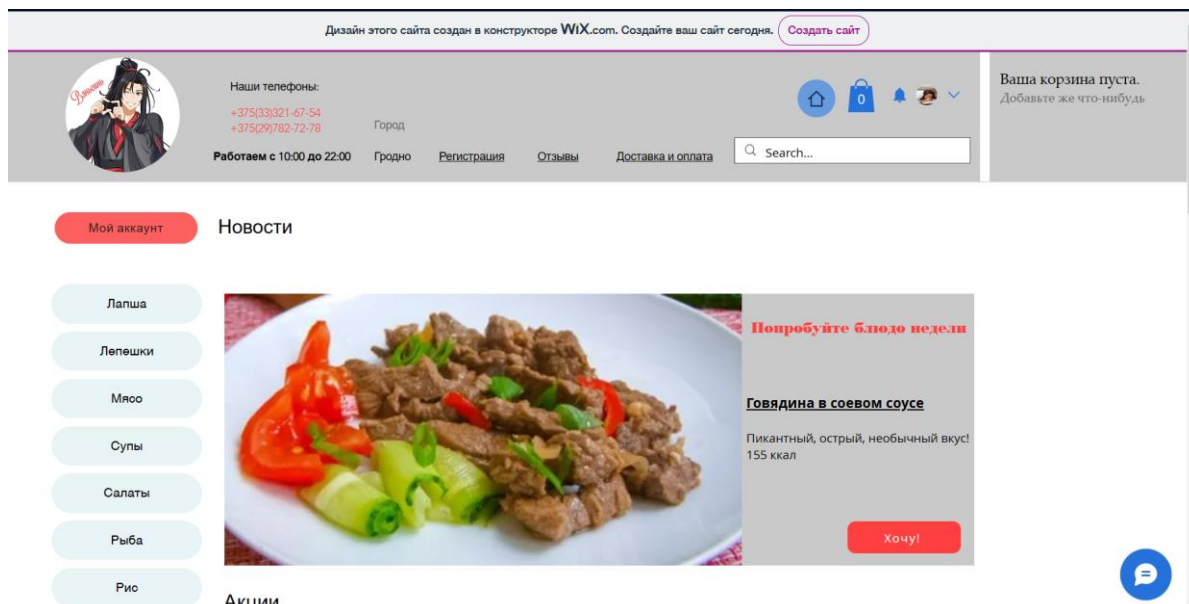 Дизайн этого сайта создан в конструкторе WiX.com. Создайте ваш сайт сегодня. Создать сайт
Вэньлинь
Наши телефоны:
+375(33)321-67-54
+375(29)782-72-78
Работаем с 10:00 до 22:00
Город
Гродно
Регистрация
Отзывы
Доставка и оплата
0
Search...
Ваша корзина пуста.
Добавьте же что-нибудь
Мой аккаунт
Новости
Лапша
Лепешки
Мясо
Супы
Салаты
Рыба
Рис
Попробуйте блюдо недели
Говядина в соевом соусе
Пикантный, острый, необычный вкус!
155 ккал
Хочу!
Акции